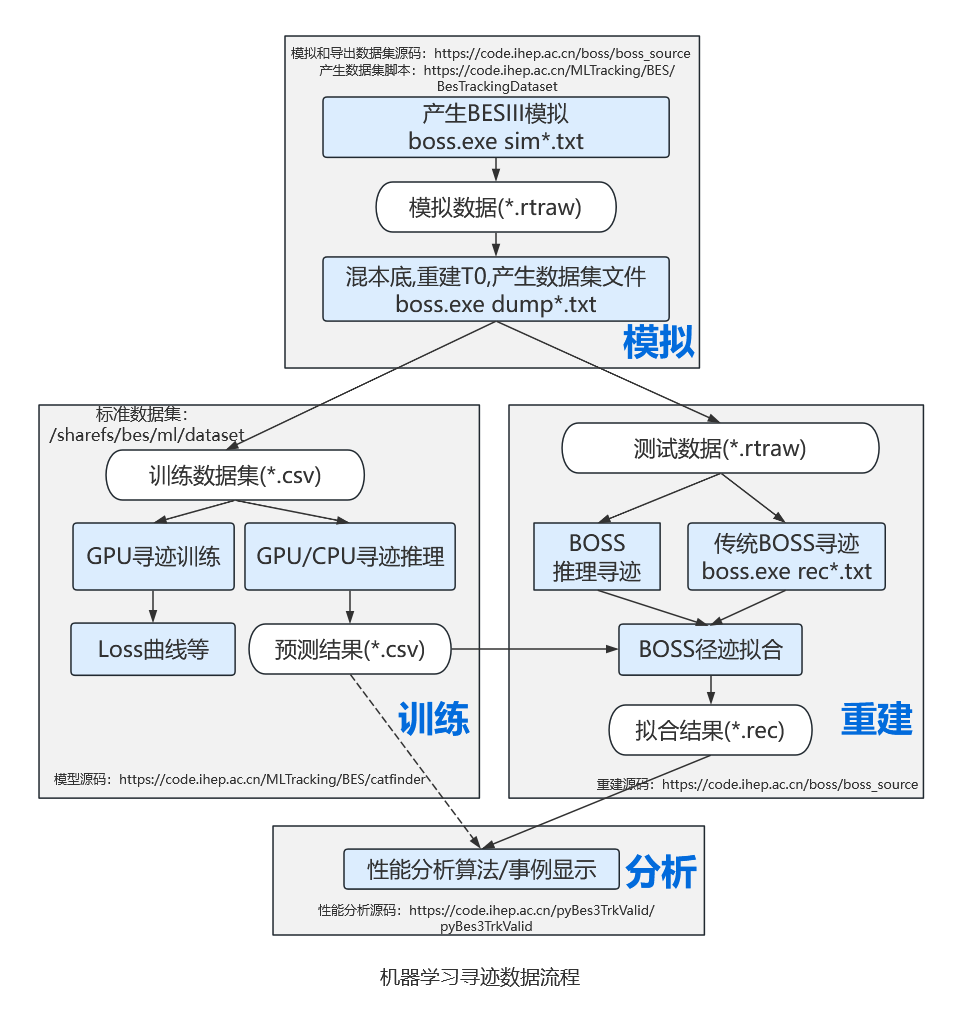 模拟和导出数据集源码：https://code.ihep.ac.cn/boss/boss_source
产生数据集脚本：https://code.ihep.ac.cn/MLTracking/BES/
BesTrackingDataset
产生BESIII模拟
boss.exe sim*.txt
模拟数据(*.rtraw)
混本底,重建T0,产生数据集文件
boss.exe dump*.txt
模拟
标准数据集：
/sharefs/bes/ml/dataset
训练数据集(*.csv)
GPU寻迹训练
GPU/CPU寻迹推理
Loss曲线等
预测结果(*.csv)
训练
模型源码：https://code.ihep.ac.cn/MLTracking/BES/catfinder
测试数据(*.rtraw)
BOSS
推理寻迹
传统BOSS寻迹
boss.exe rec*.txt
BOSS径迹拟合
拟合结果(*.rec)
重建
重建源码：https://code.ihep.ac.cn/boss/boss_source
性能分析算法/事例显示
分析
性能分析源码：https://code.ihep.ac.cn/pyBes3TrkValid/
pyBes3TrkValid
机器学习寻迹数据流程